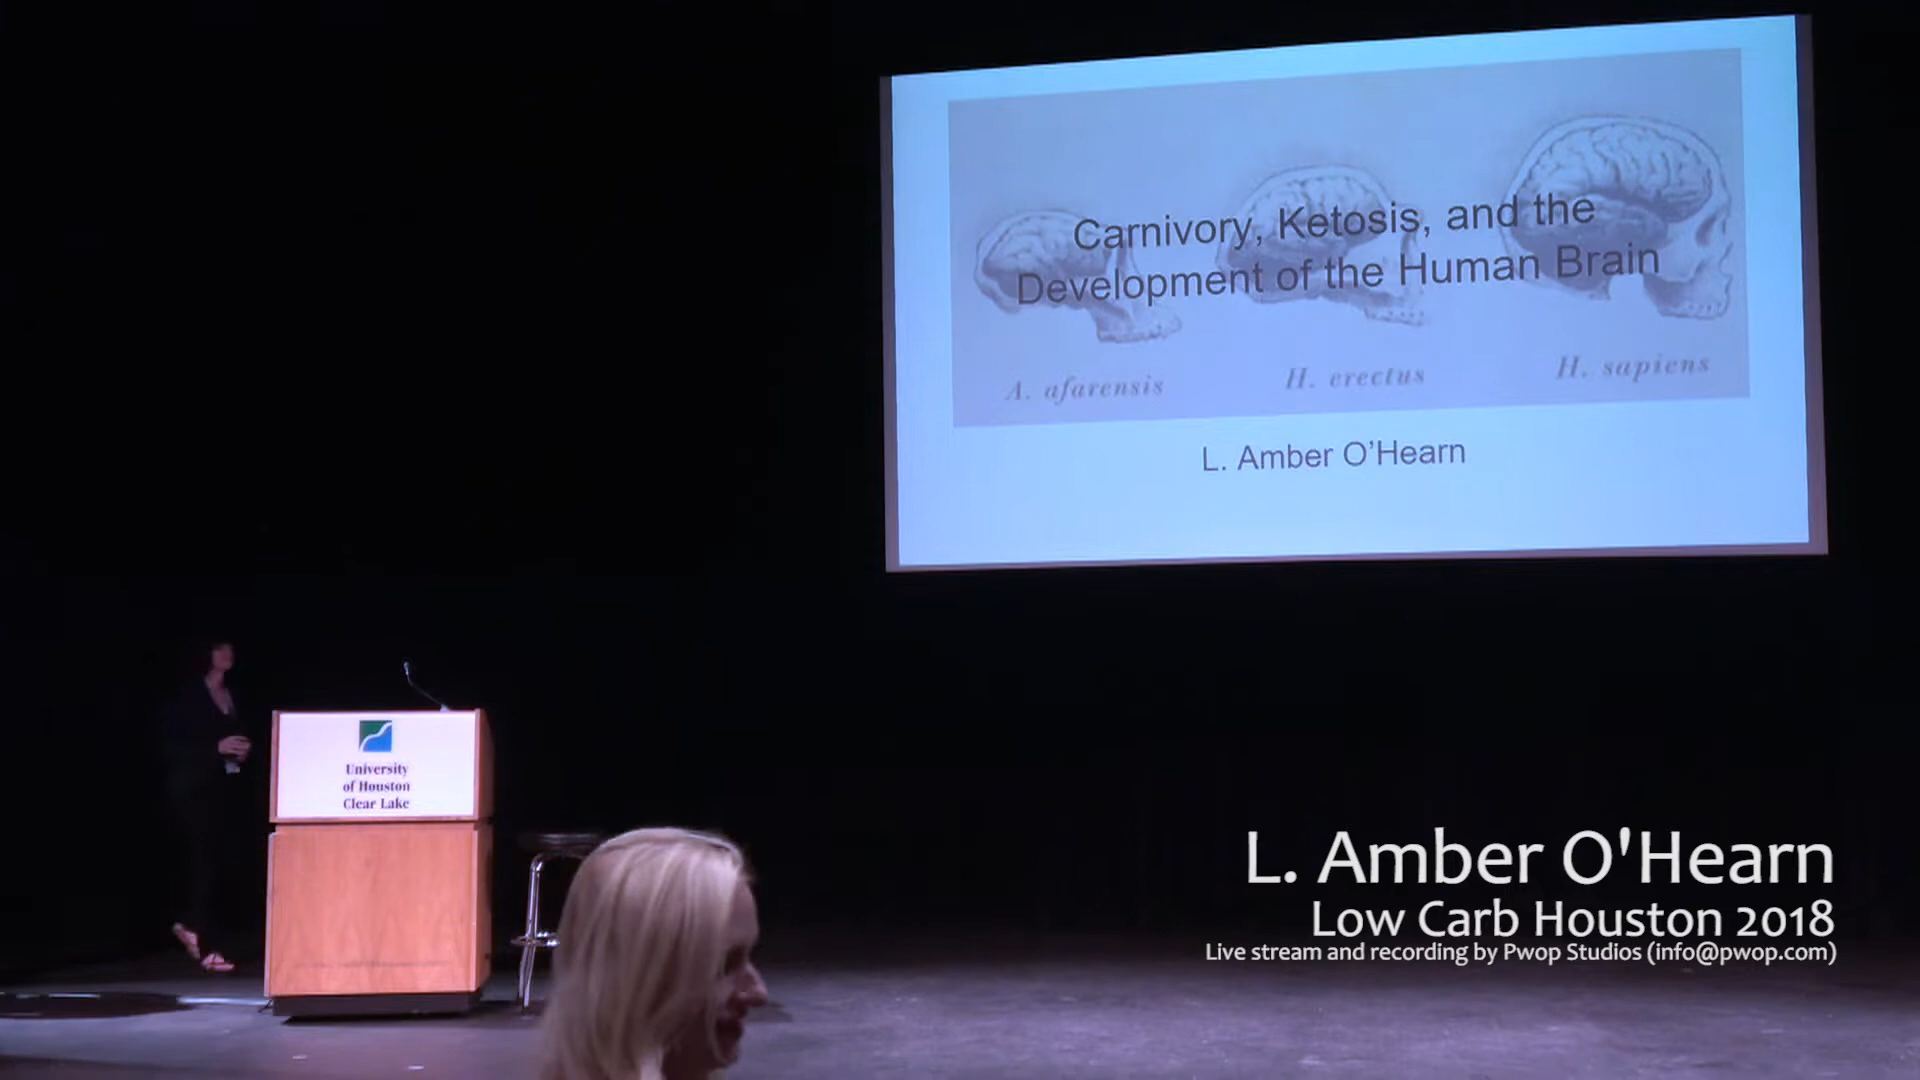 Carnivory, Ketosis, and the
Development of the Human Brain
A. afarensis
H. erectus
H. sapiens
L. Amber O'Hearn
University
of Houston
Clear Lake
L. Amber O'Hearn
Low Carb Houston 2018
Live stream and recording by Pwop Studios (info@pwop.com)